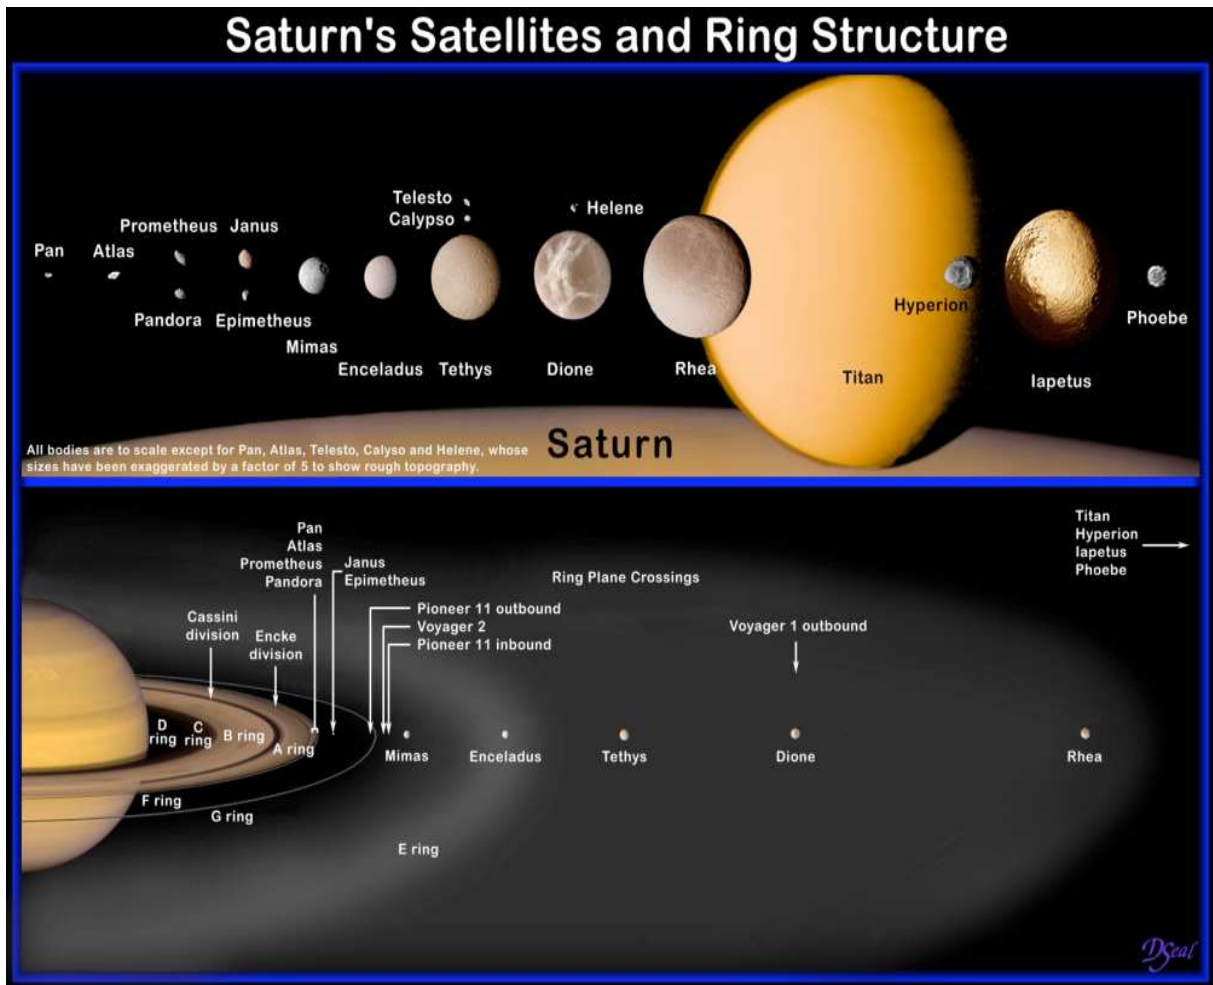 Saturn's Satellites and Ring Structure
Telesto
Calypso
Helene
Prometheus
Janus
Pan
Atlas
Pandora
Epimetheus
Mimas
Enceladus
Tethys
Dione
Rhea
Titan
Hyperion
Iapetus
Phoebe
Saturn
All bodies are to scale except for Pan, Atlas, Telesto, Calyso and Helene, whose
sizes have been exaggerated by a factor of 5 to show rough topography.
Pan
Atlas
Prometheus
Pandora
Janus
Epimetheus
Ring Plane Crossings
Titan
Hyperion
Iapetus
Phoebe
Cassini
division
Encke
division
Pioneer 11 outbound
Voyager 2
Pioneer 11 inbound
Voyager 1 outbound
D
ring
C
ring
B ring
A ring
Mimas
Enceladus
Tethys
Dione
Rhea
F ring
G ring
E ring
DSeal